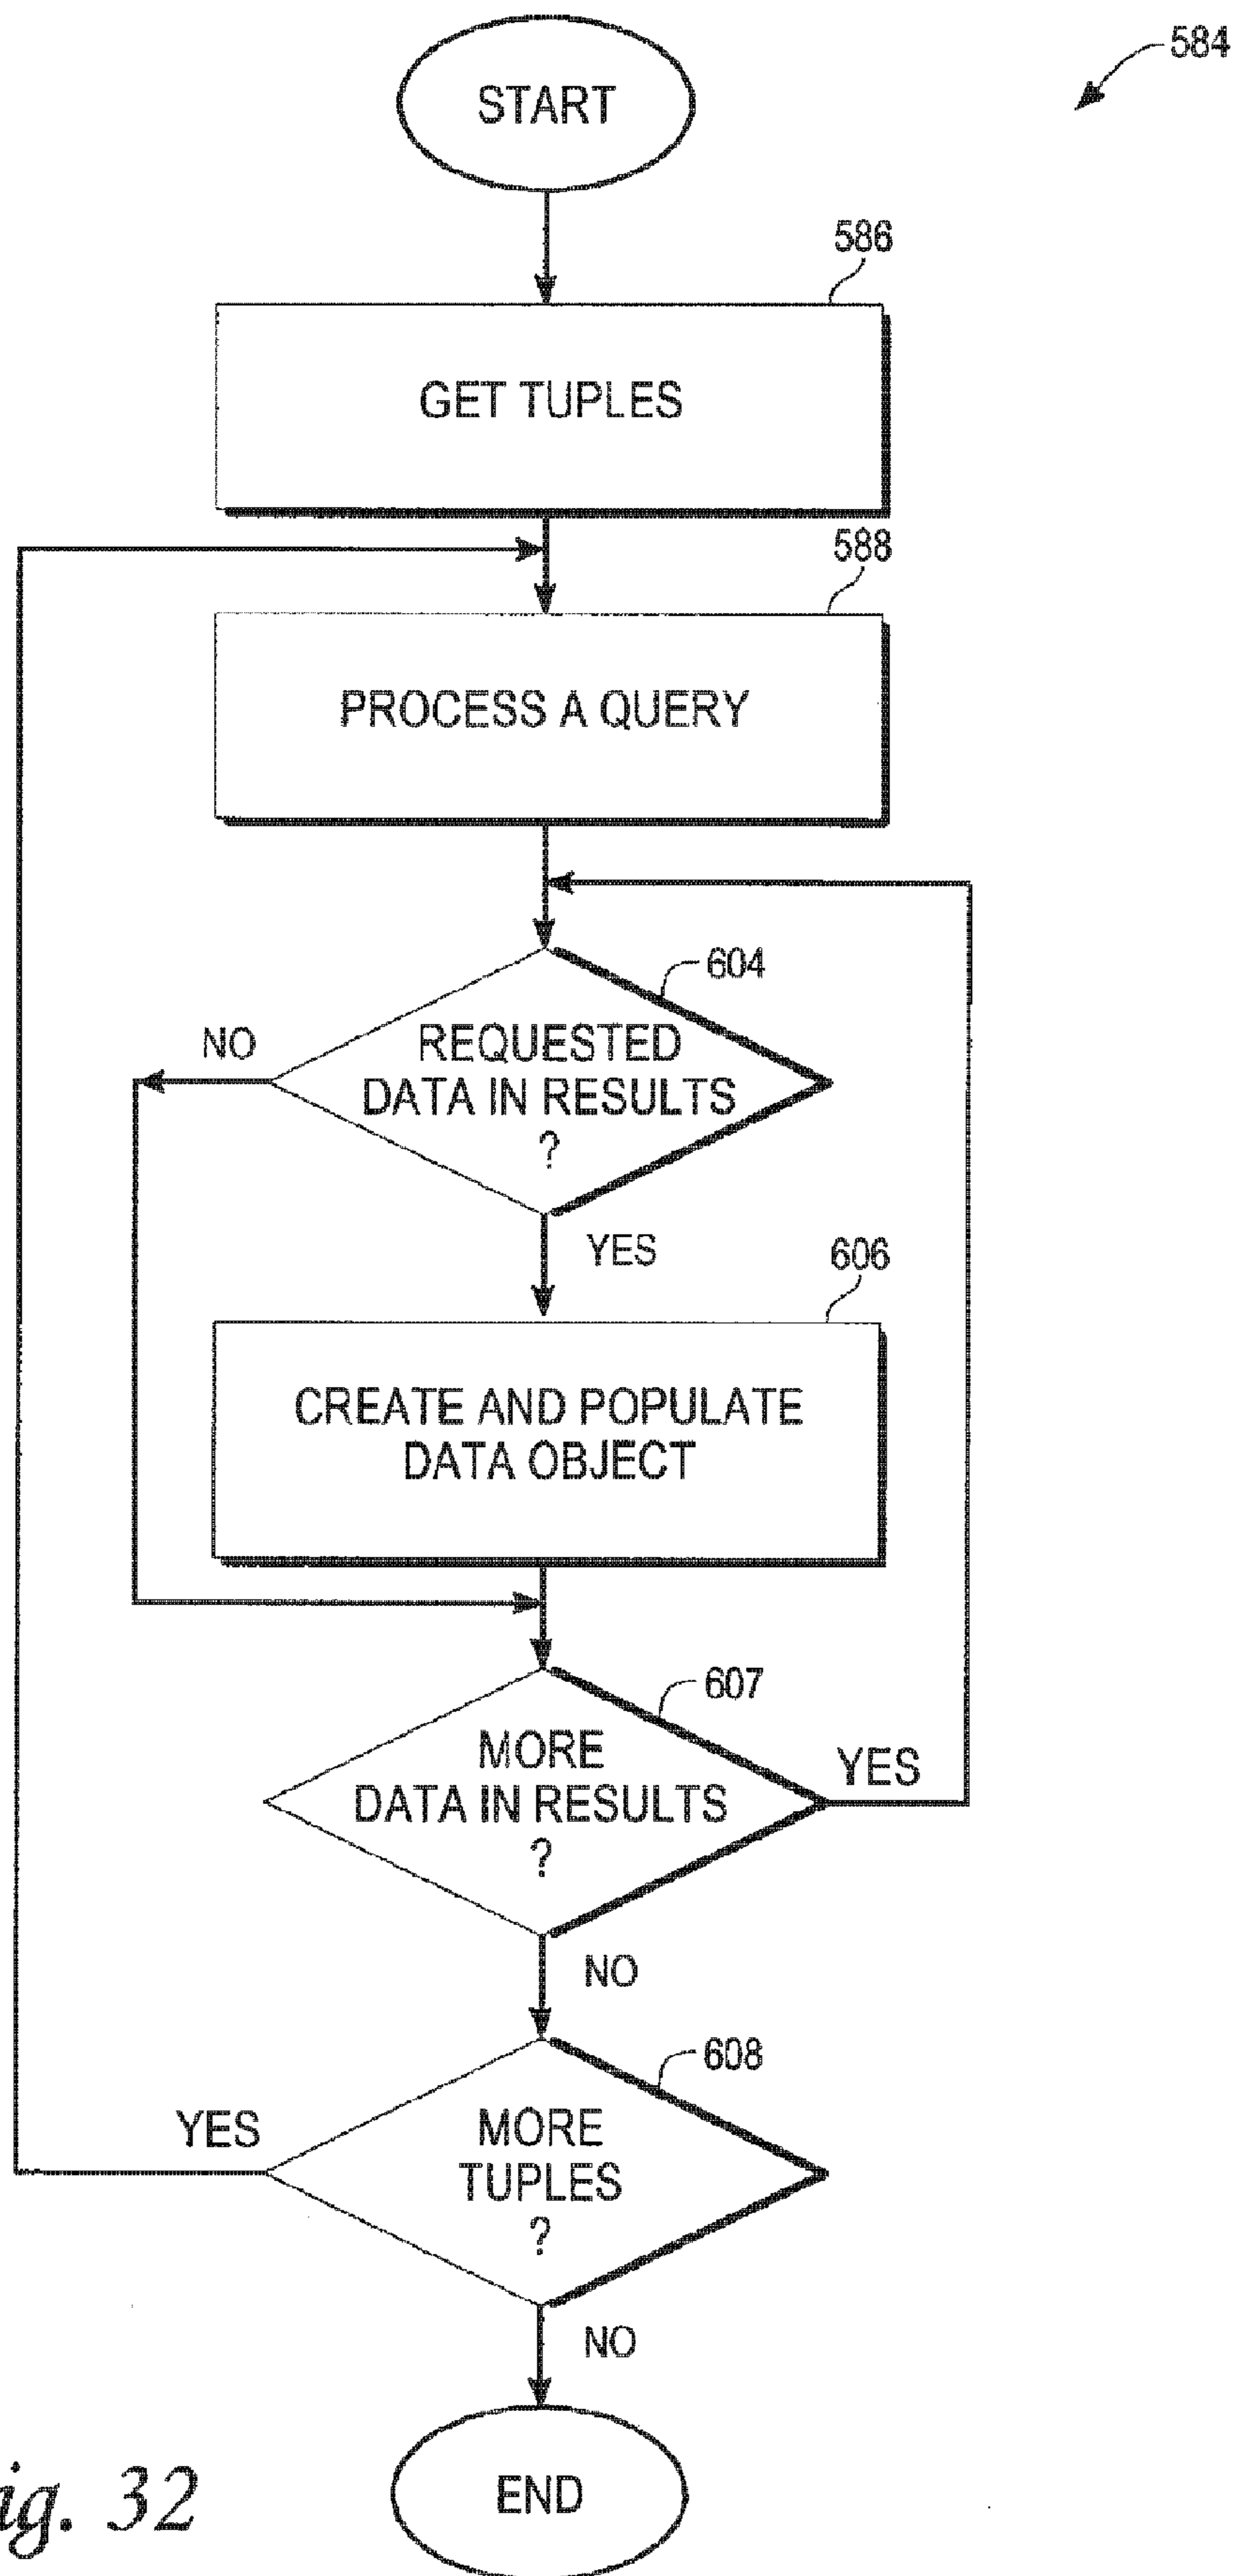 584
START
586
GET TUPLES
588
PROCESS A QUERY
604
NO
REQUESTED
DATA IN RESULTS
?
YES
606
CREATE AND POPULATE
DATA OBJECT
607
MORE
DATA IN RESULTS
?
YES
NO
608
YES
MORE
TUPLES
?
NO
END
ig. 32